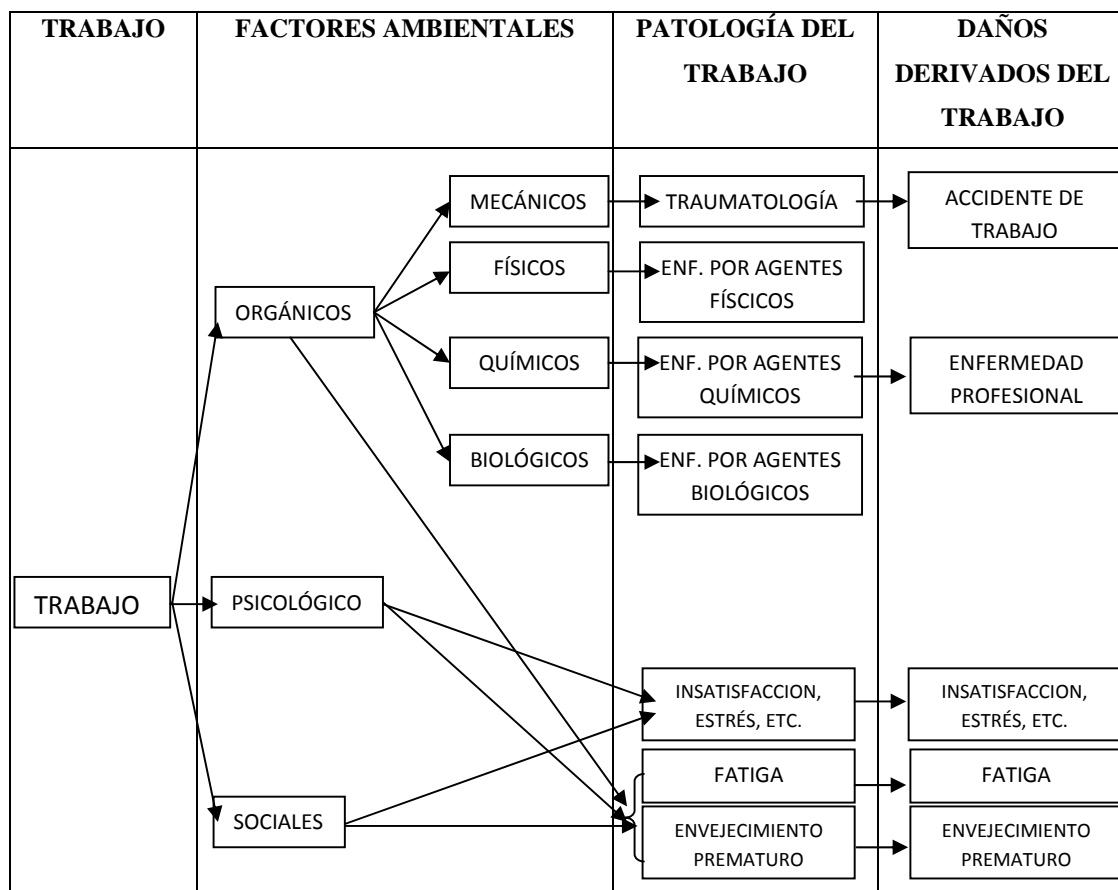 TRABAJO
FACTORES AMBIENTALES
PATOLOGÍA DEL
TRABAJO
DAÑOS
DERIVADOS DEL
TRABAJO
MECÁNICOS
TRAUMATOLOGÍA
ACCIDENTE DE
TRABAJO
FÍSICOS
ENF. POR AGENTES
FÍSCICOS
ORGÁNICOS
QUÍMICOS
ENF. POR AGENTES
QUÍMICOS
ENFERMEDAD
PROFESIONAL
BIOLÓGICOS
ENF. POR AGENTES
BIOLÓGICOS
TRABAJO
PSICOLÓGICO
INSATISFACCION,
ESTRÉS, ETC.
INSATISFACCION,
ESTRÉS, ETC.
FATIGA
FATIGA
SOCIALES
ENVEJECIMIENTO
PREMATURO
ENVEJECIMIENTO
PREMATURO